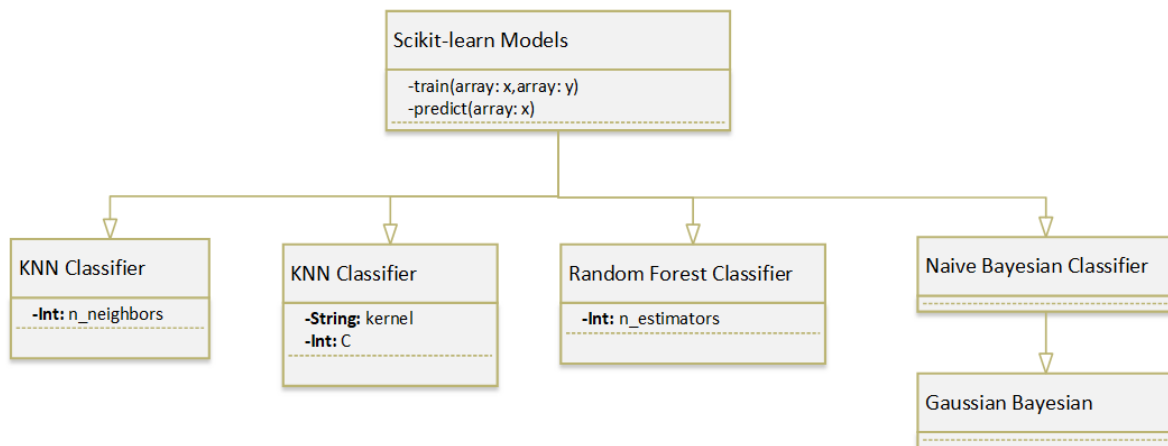 Scikit-learn Models
-train(array: x,array: y)
-predict(array: x)
KNN Classifier
-Int: n_neighbors
KNN Classifier
-String: kernel
-Int: C
Random Forest Classifier
-Int: n_estimators
Naive Bayesian Classifier
Gaussian Bayesian